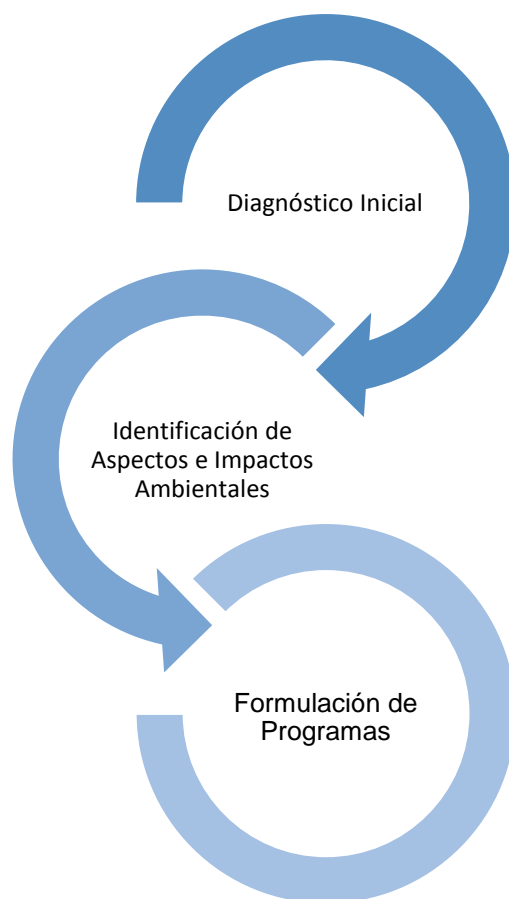 Diagnóstico Inicial
Identificación de
Aspectos e Impactos
Ambientales
Formulación de
Programas